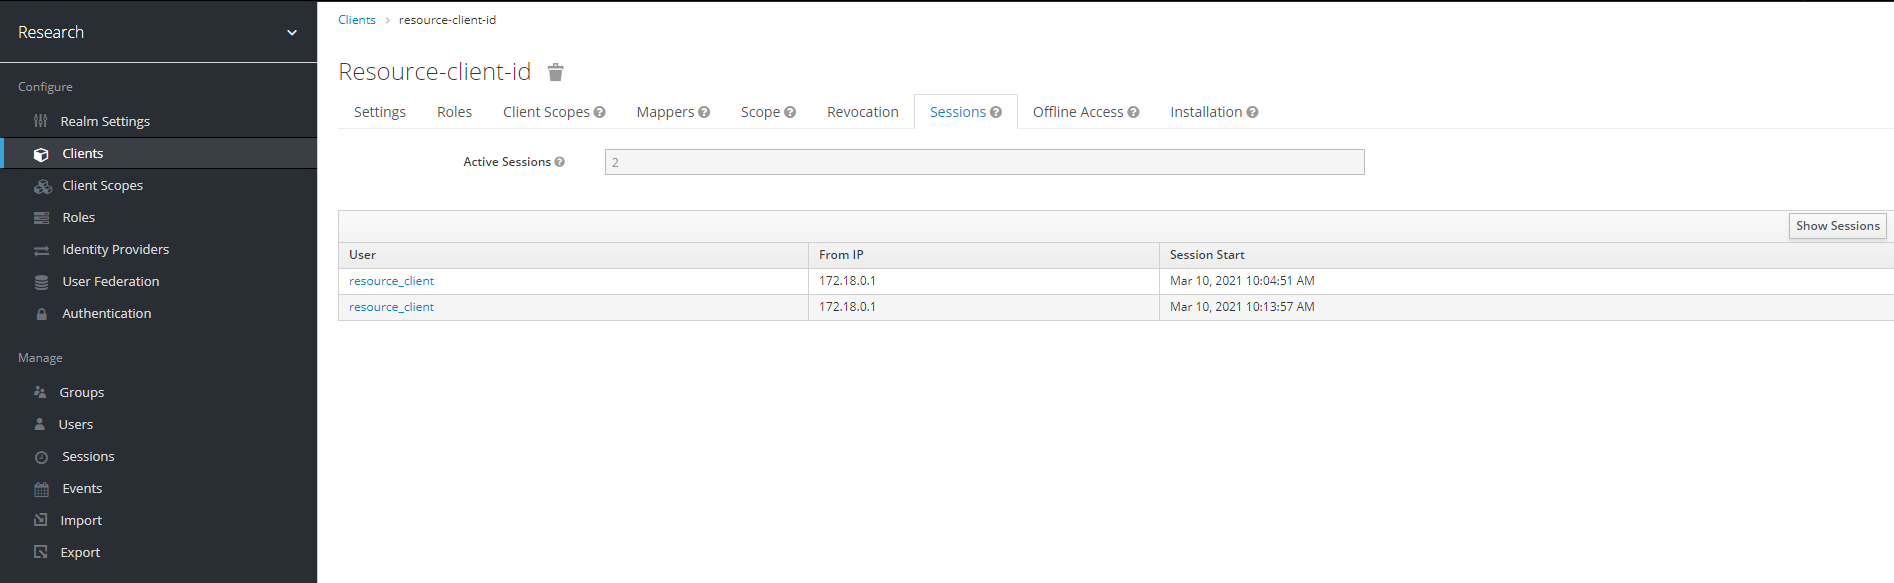 Research
Configure
Realm Settings
Clients
Client Scopes
Roles
Identity Providers
User Federation
Authentication
Manage
Groups
Users
Sessions
Events
Import
Export
Clients > resource-client-id
Resource-client-id
Settings Roles Client Scopes Mappers Scope Revocation Sessions Offline Access Installation
Active Sessions 2
Show Sessions
User From IP Session Start
resource_client 172.18.0.1 Mar 10, 2021 10:04:51 AM
resource_client 172.18.0.1 Mar 10, 2021 10:13:57 AM